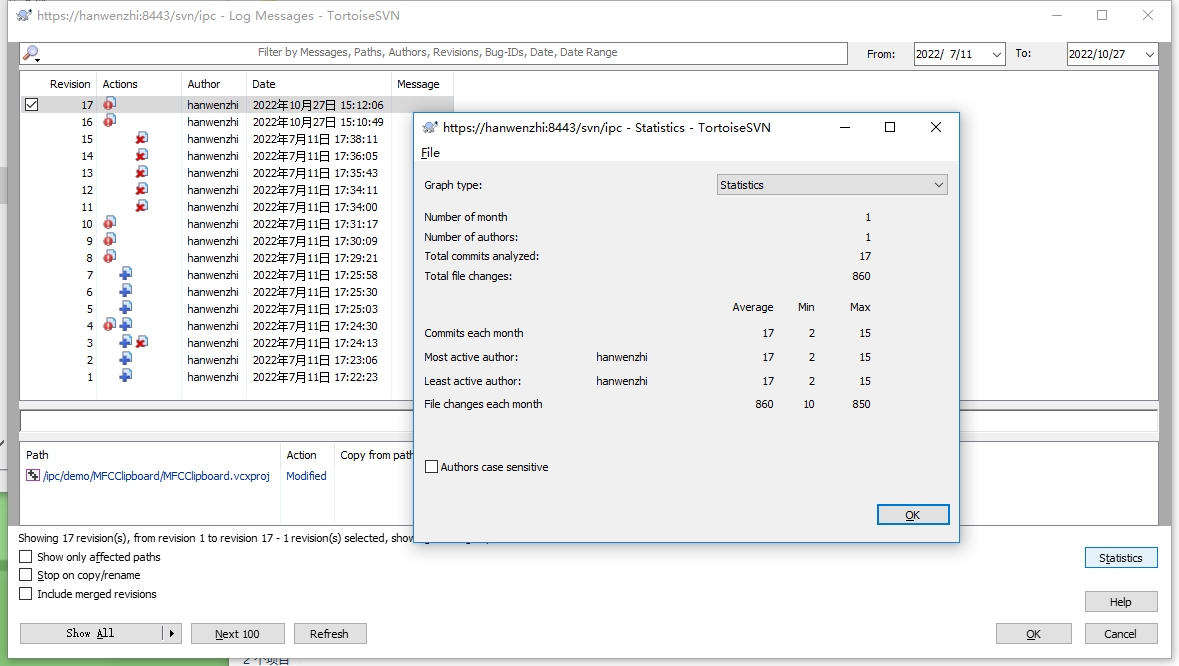 https://hanwenzhi:8443/svn/ipc - Log Messages - TortoiseSVN
Filter by Messages, Paths, Authors, Revisions, Bug-IDs, Date, Date Range
From: 2022/ 7/11 To: 2022/10/27
Revision Actions Author Date Message
17 hanwenzhi 2022年10月27日 15:12:06
16 hanwenzhi 2022年10月27日 15:10:49
15 hanwenzhi 2022年7月11日 17:38:11
14 hanwenzhi 2022年7月11日 17:36:05
13 hanwenzhi 2022年7月11日 17:35:43
12 hanwenzhi 2022年7月11日 17:34:11
11 hanwenzhi 2022年7月11日 17:34:00
10 hanwenzhi 2022年7月11日 17:31:17
9 hanwenzhi 2022年7月11日 17:30:09
8 hanwenzhi 2022年7月11日 17:29:21
7 hanwenzhi 2022年7月11日 17:25:58
6 hanwenzhi 2022年7月11日 17:25:30
5 hanwenzhi 2022年7月11日 17:25:03
4 hanwenzhi 2022年7月11日 17:24:30
3 hanwenzhi 2022年7月11日 17:24:13
2 hanwenzhi 2022年7月11日 17:23:06
1 hanwenzhi 2022年7月11日 17:22:23
https://hanwenzhi:8443/svn/ipc - Statistics - TortoiseSVN
File
Graph type: Statistics
Number of month 1
Number of authors: 1
Total commits analyzed: 17
Total file changes: 860
Average Min Max
Commits each month 17 2 15
Most active author: hanwenzhi 17 2 15
Least active author: hanwenzhi 17 2 15
File changes each month 860 10 850
Authors case sensitive
OK
Path Action Copy from path
/ipc/demo/MFCClipboard/MFCClipboard.vcxproj Modified
Showing 17 revision(s), from revision 1 to revision 17 - 1 revision(s) selected,
Show only affected paths
Stop on copy/rename
Include merged revisions
Statistics
Help
Show All Next 100 Refresh OK Cancel
2 个项目